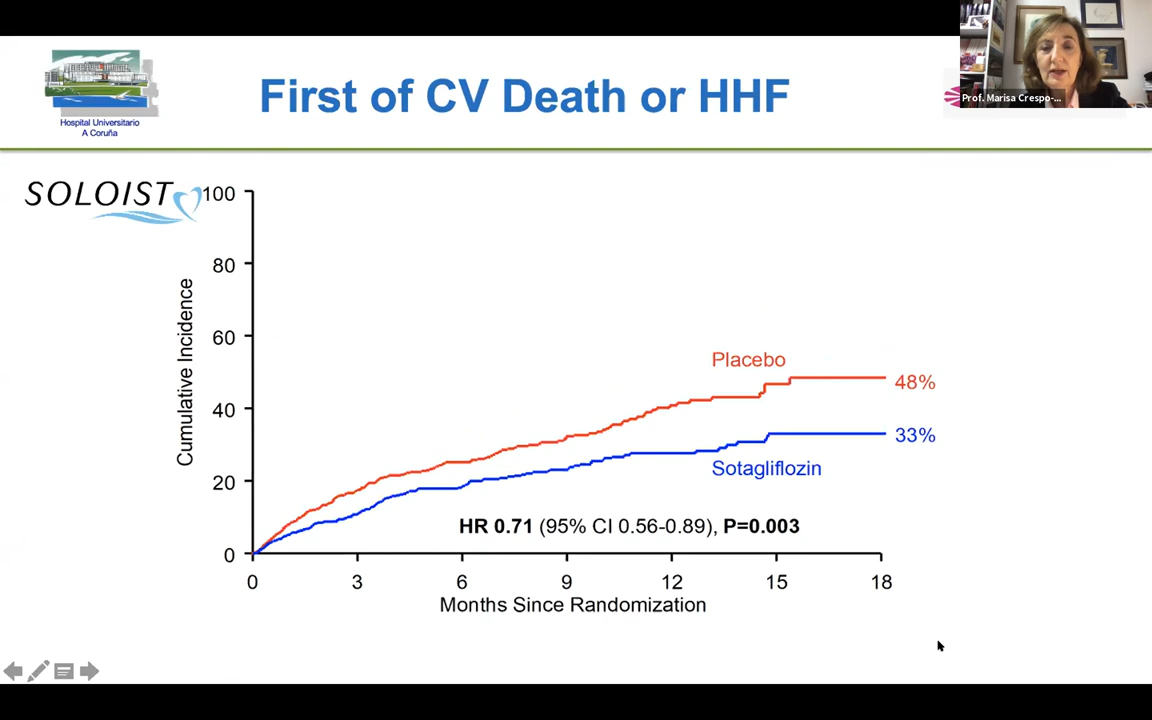 First of CV Death or HHF
Hospital Universitario
A Coruña
Prof. Marisa Crespo-...
SOLOIST
100
80
60
40
20
0
Cumulative Incidence
Placebo
48%
33%
Sotagliflozin
HR 0.71 (95% CI 0.56-0.89), P=0.003
0 3 6 9 12 15 18
Months Since Randomization